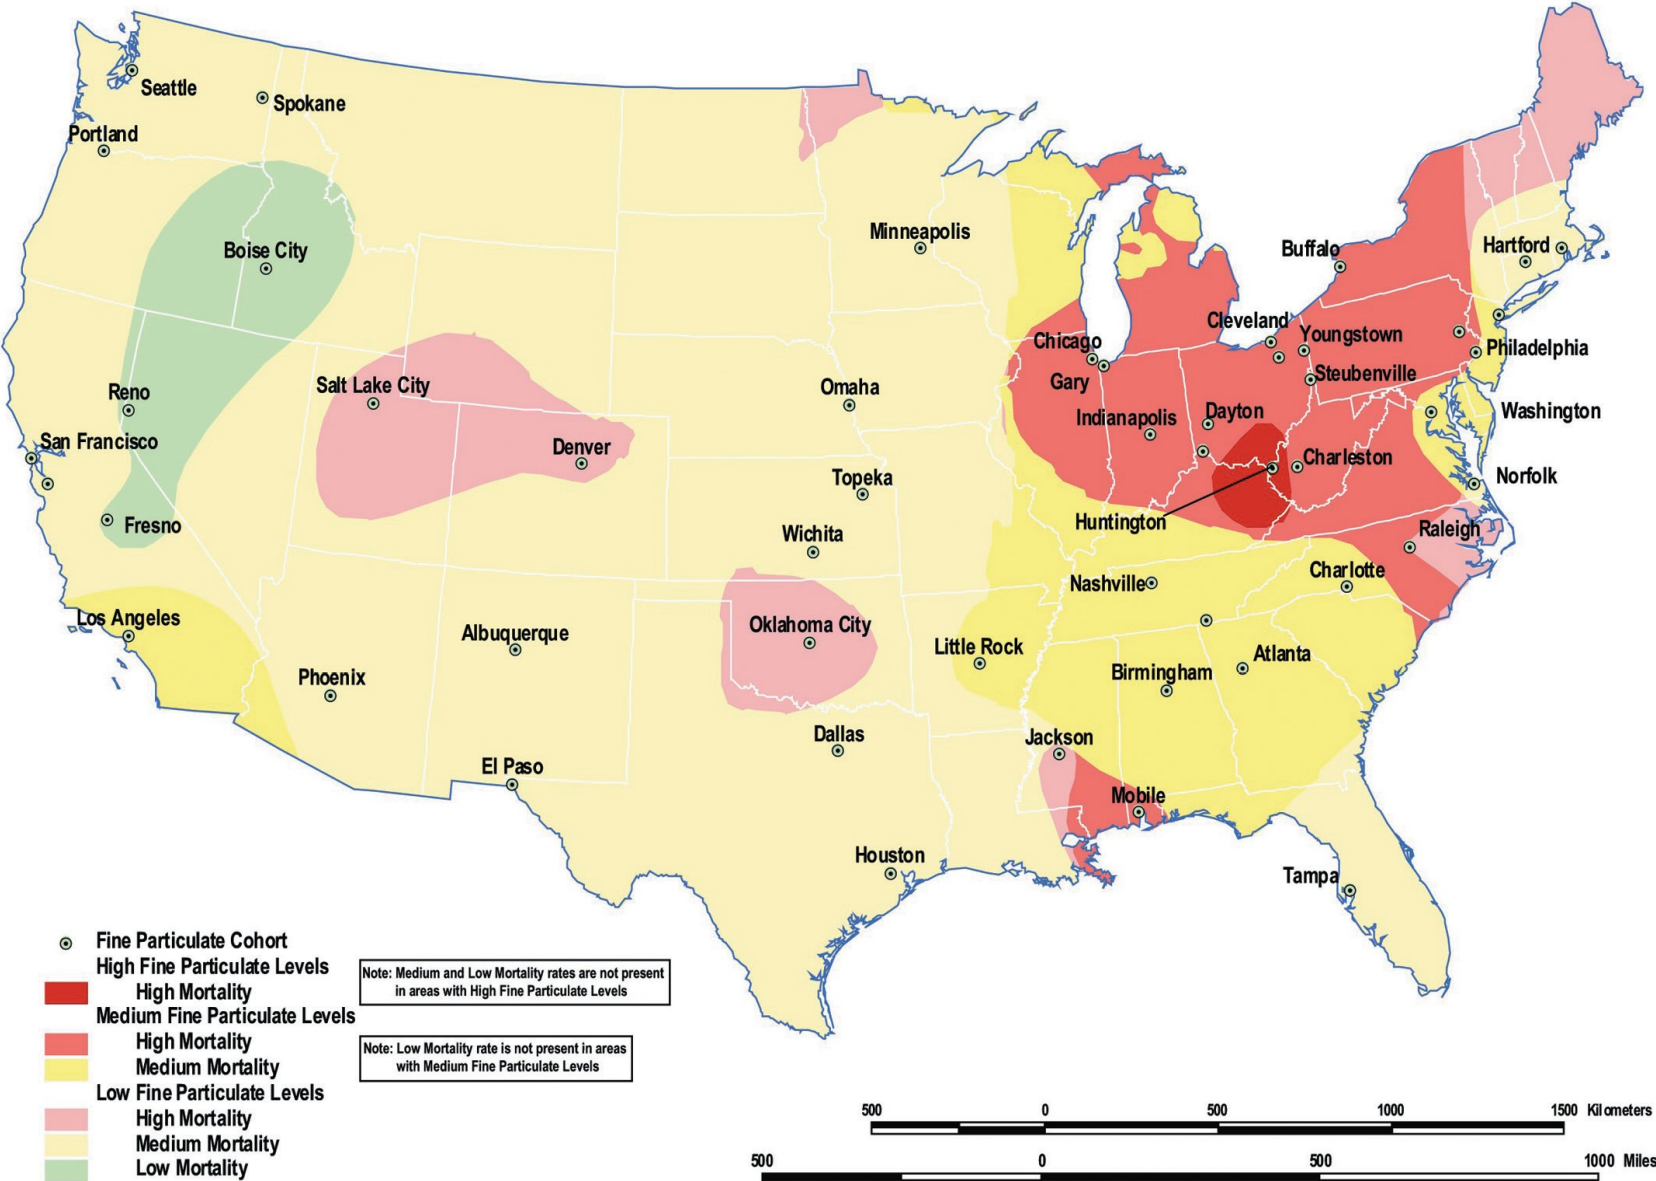 Seattle
Spokane
Portland
Minneapolis
Boise City
Buffalo
Hartford
Cleveland
Youngstown
Chicago
Philadelphia
Gary
Steubenville
Salt Lake City
Omaha
Reno
Indianapolis
Dayton
Washington
San Francisco
Denver
Charleston
Topeka
Norfolk
Fresno
Wichita
Huntington
Raleigh
Nashville
Charlotte
Los Angeles
Albuquerque
Oklahoma City
Little Rock
Atlanta
Phoenix
Birmingham
Dallas
Jackson
El Paso
Mobile
Houston
Tampa
Fine Particulate Cohort
High Fine Particulate Levels
High Mortality
Note: Medium and Low Mortality rates are not present
in areas with High Fine Particulate Levels
Medium Fine Particulate Levels
High Mortality
Medium Mortality
Note: Low Mortality rate is not present in areas
with Medium Fine Particulate Levels
Low Fine Particulate Levels
High Mortality
Medium Mortality
Low Mortality
500 0 500 1000 1500 Kilometers
500 0 500 1000 Miles